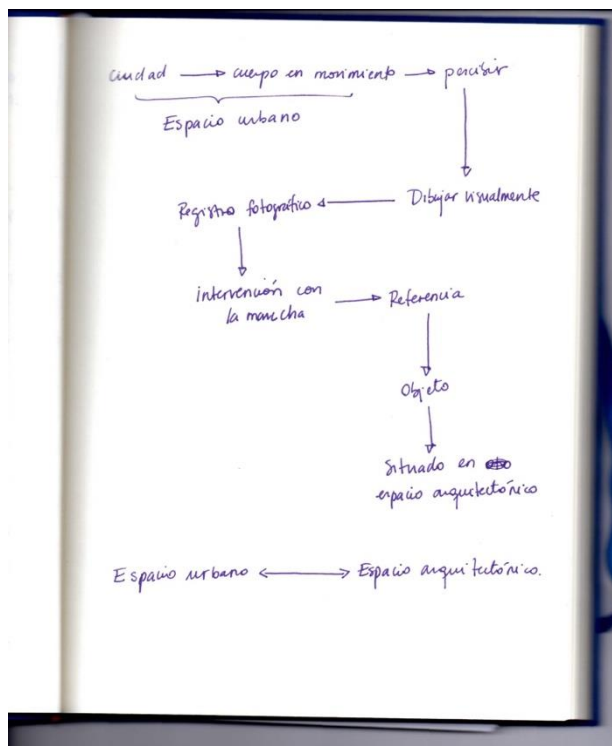 ciudad → cuerpo en movimiento → percibir
Espacio urbano
Registro fotográfico ← Dibujar visualmente
intervención con
la mancha → Referencia
Objeto
Situado en
espacio arquitectónico
Espacio urbano ↔ Espacio arquitectónico.